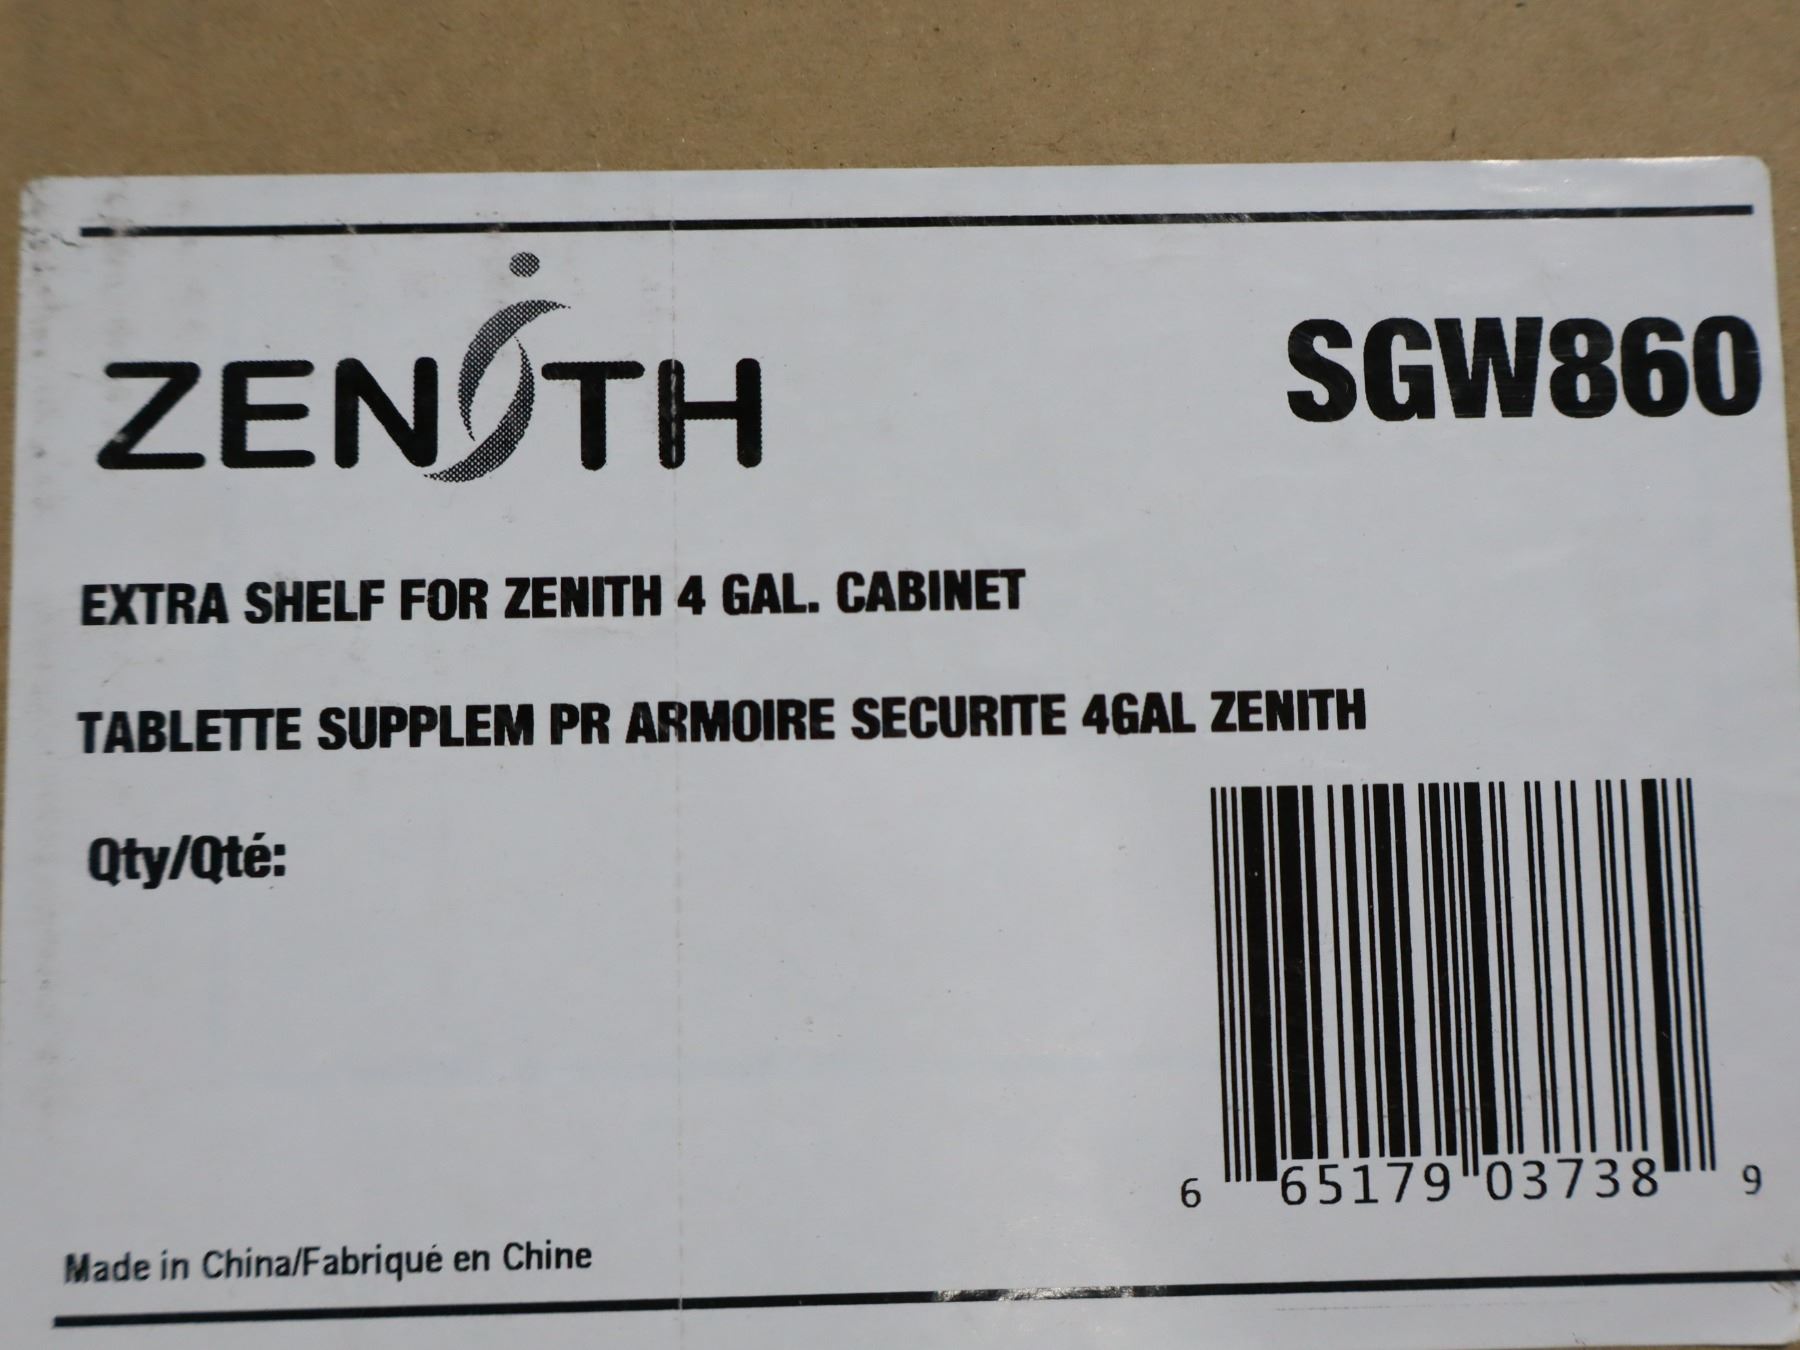 ZENITH
SGW860
EXTRA SHELF FOR ZENITH 4 GAL. CABINET
TABLETTE SUPPLEM PR ARMOIRE SECURITE 4GAL ZENITH
Qty/Qté:
6 65179 03738 9
Made in China/Fabriqué en Chine